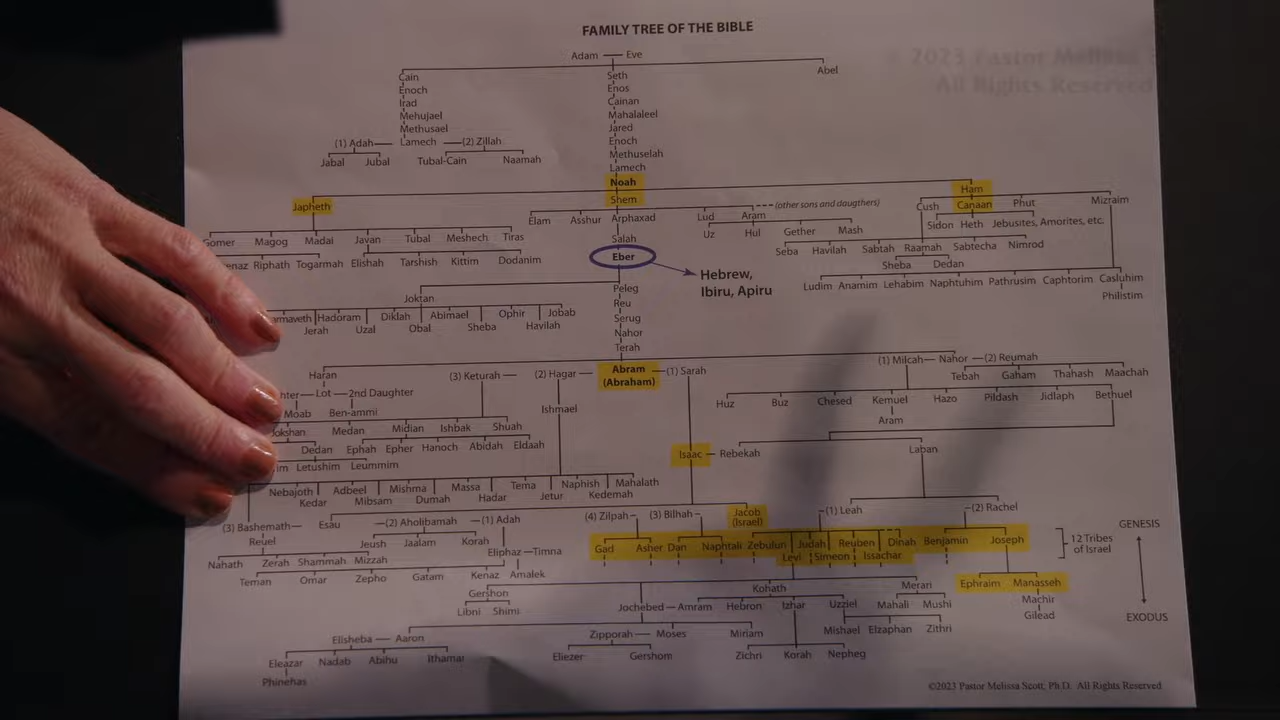 FAMILY TREE OF THE BIBLE
Adam Eve
Cain Seth Abel
Enoch Enos
Irad Cainan
Mehujael Mahalaleel
Methusael Jared
(1) Adah Lamech (2) Zillah Enoch
Jabal Jubal Tubal-Cain Naamah Methuselah
Lamech
Noah
Japheth Shem Ham
Cush Canaan Phut Mizraim
Elam Asshur Arphaxad Lud Aram (other sons and daugthers)
Sidon Heth Jebusites, Amorites, etc.
Uz Hul Gether Mash
Gomer Magog Madai Javan Tubal Meshech Tiras
Salah
Seba Havilah Sabtah Raamah Sabtecha Nimrod
Riphath Togarmah Elishah Tarshish Kittim Dodanim
Eber
Sheba Dedan
Hebrew,
Ibiru, Apiru
Ludim Anamim Lehabim Naphtuhim Pathrusim Caphtorim Casluhim
Philistim
Joktan Peleg
Hadoram Diklah Abimael Ophir Jobab
Jerah Uzal Obal Sheba Havilah
Reu
Serug
Nahor
Terah
Haran (3) Keturah (2) Hagar Abram (1) Sarah
(Abraham)
(1) Milcah Nahor (2) Reumah
Tebah Gaham Thahash Maachah
Lot 2nd Daughter
Huz Buz Chesed Kemuel Hazo Pildash Jidlaph Bethuel
Aram
Moab Ben-ammi Ishmael
Medan Midian Ishbak Shuah
Dedan Ephah Epher Hanoch Abidah Eldaah
Letushim Leummim
Isaac Rebekah Laban
Nebajoth Adbeel Mishma Massa Tema Naphish Mahalath
Kedar Mibsam Dumah Hadar Jetur Kedemah
(3) Bashemath Esau (2) Aholibamah (1) Adah
(4) Zilpah (3) Bilhah Jacob (1) Leah (2) Rachel
(Israel)
Reuel Jeush Jaalam Korah
Gad Asher Dan Naphtali Zebulun Judah Reuben Dinah Benjamin Joseph
Levi Simeon Issachar
12 Tribes
of Israel
GENESIS
EXODUS
Nahath Zerah Shammah Mizzah Eliphaz Timna
Teman Omar Zepho Gatam Kenaz Amalek
Ephraim Manasseh
Machir
Gilead
Gershon Kohath Merari
Libni Shimi Jochebed Amram Hebron Izhar Uzziel Mahali Mushi
Elisheba Aaron Zipporah Moses Miriam Mishael Elzaphan Zithri
Eleazar Nadab Abihu Ithamar Eliezer Gershom Zichri Korah Nepheg
Phinehas
©2023 Pastor Melissa Scott, Ph.D. All Rights Reserved
© 2023 Pastor Melissa
All Rights Reserved